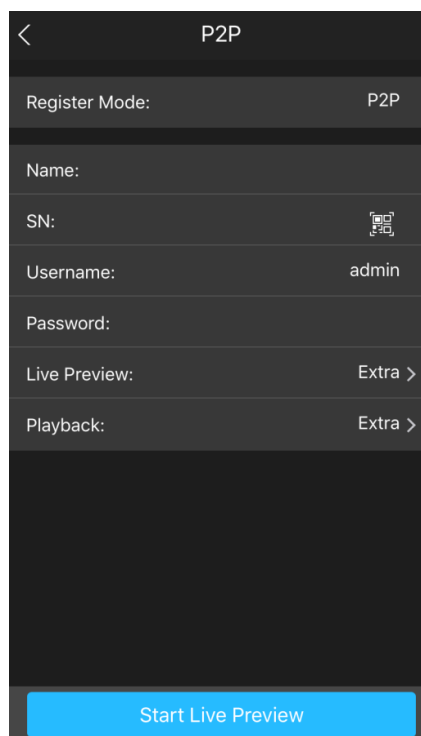 P2P
Register Mode: P2P
Name:
SN:
Username: admin
Password:
Live Preview: Extra
Playback: Extra
Start Live Preview